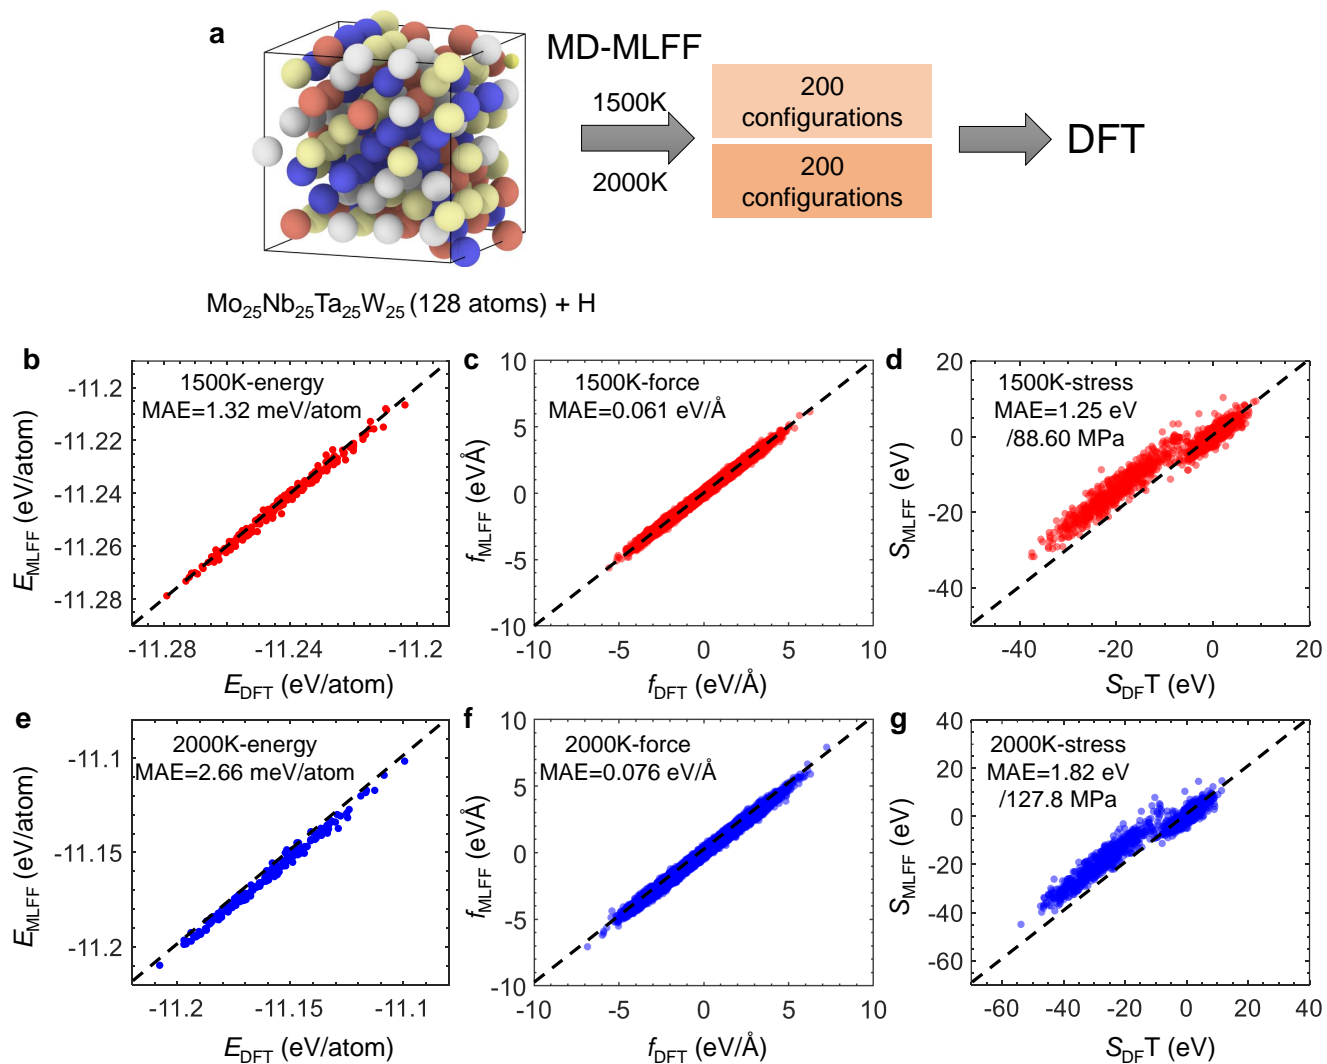 a
MD-MLFF
1500K
2000K
200
configurations
200
configurations
DFT
Mo25Nb25Ta25W25 (128 atoms) + H
b
1500K-energy
MAE=1.32 meV/atom
-11.2
-11.22
-11.24
-11.26
-11.28
EMLFF (eV/atom)
-11.28
-11.24
-11.2
EDFT (eV/atom)
c
1500K-force
MAE=0.061 eV/Å
10
5
0
-5
-10
fMLFF (eVÅ)
-10
-5
0
5
10
fDFT (eV/Å)
d
1500K-stress
MAE=1.25 eV
/88.60 MPa
20
0
-20
-40
SMLFF (eV)
-40
-20
0
20
SDFT (eV)
e
2000K-energy
MAE=2.66 meV/atom
-11.1
-11.15
-11.2
EMLFF (eV/atom)
-11.2
-11.15
-11.1
EDFT (eV/atom)
f
2000K-force
MAE=0.076 eV/Å
10
5
0
-5
-10
fMLFF (eVÅ)
-10
-5
0
5
10
fDFT (eV/Å)
g
2000K-stress
MAE=1.82 eV
/127.8 MPa
40
20
0
-20
-40
-60
SMLFF (eV)
-60
-40
-20
0
20
40
SDFT (eV)